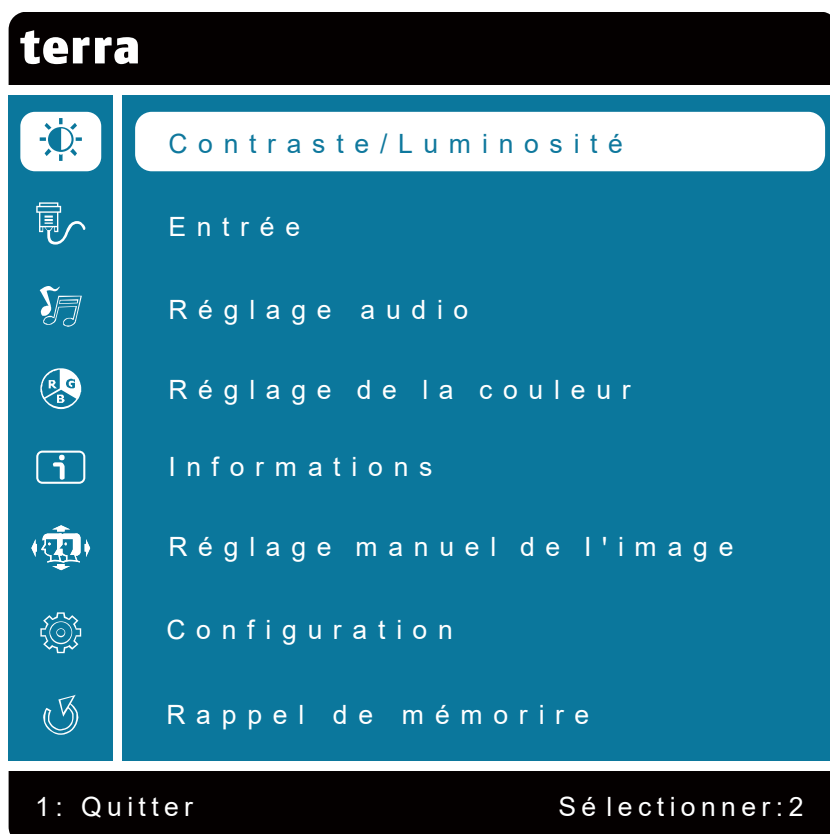 terra
Contraste/Luminosité
Entrée
Réglage audio
R G B
Réglage de la couleur
i
Informations
Réglage manuel de l'image
Configuration
Rappel de mémorire
1: Quitter Sélectionner:2